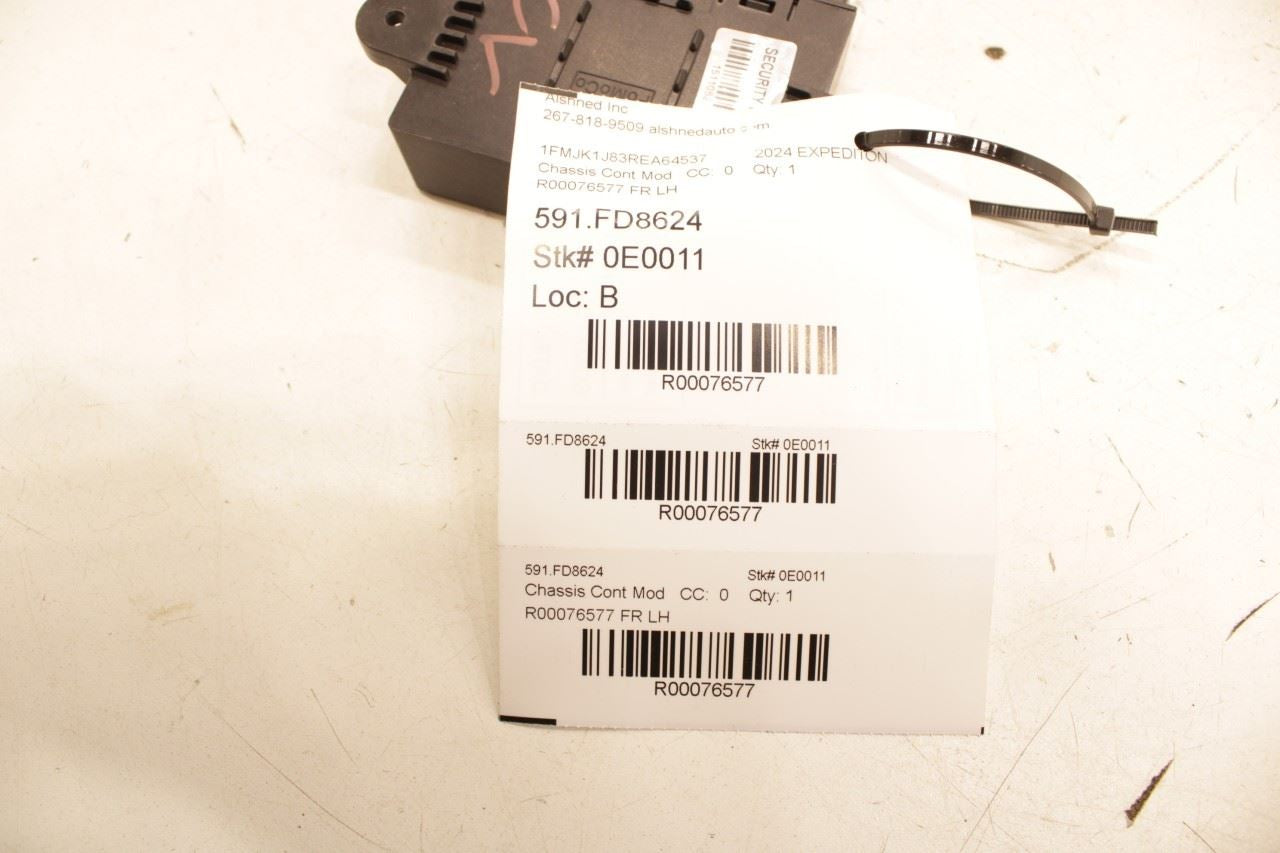 CL
FoMoCo
SECURITY
Alshned Inc
267-818-9509 alshnedauto
1FMJK1J83REA64537 2024 EXPEDITON
Chassis Cont Mod CC: 0 Qty: 1
R00076577 FR LH
591.FD8624
Stk# 0E0011
Loc: B
R00076577
591.FD8624 Stk# 0E0011
R00076577
591.FD8624 Stk# 0E0011
Chassis Cont Mod CC: 0 Qty: 1
R00076577 FR LH
R00076577